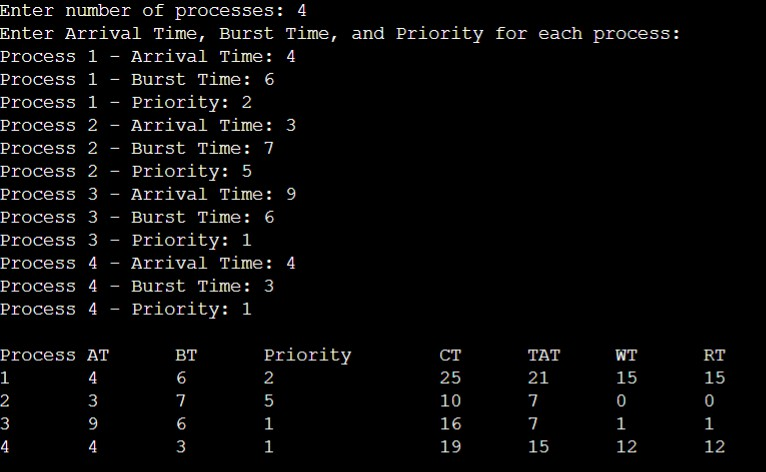 Enter number of processes: 4
Enter Arrival Time, Burst Time, and Priority for each process:
Process 1 - Arrival Time: 4
Process 1 - Burst Time: 6
Process 1 - Priority: 2
Process 2 - Arrival Time: 3
Process 2 - Burst Time: 7
Process 2 - Priority: 5
Process 3 - Arrival Time: 9
Process 3 - Burst Time: 6
Process 3 - Priority: 1
Process 4 - Arrival Time: 4
Process 4 - Burst Time: 3
Process 4 - Priority: 1

Process AT BT Priority CT TAT WT RT
1 4 6 2 25 21 15 15
2 3 7 5 10 7 0 0
3 9 6 1 16 7 1 1
4 4 3 1 19 15 12 12